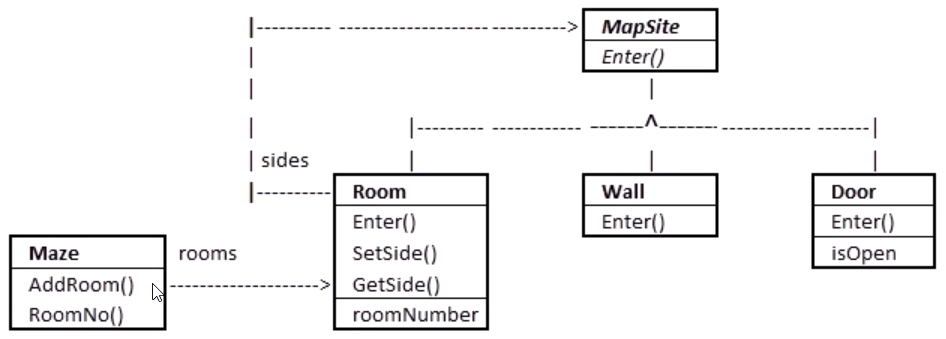 MapSite
Enter()
sides
Room
Enter()
SetSide()
GetSide()
roomNumber
Wall
Enter()
Door
Enter()
isOpen
Maze
AddRoom()
RoomNo()
rooms